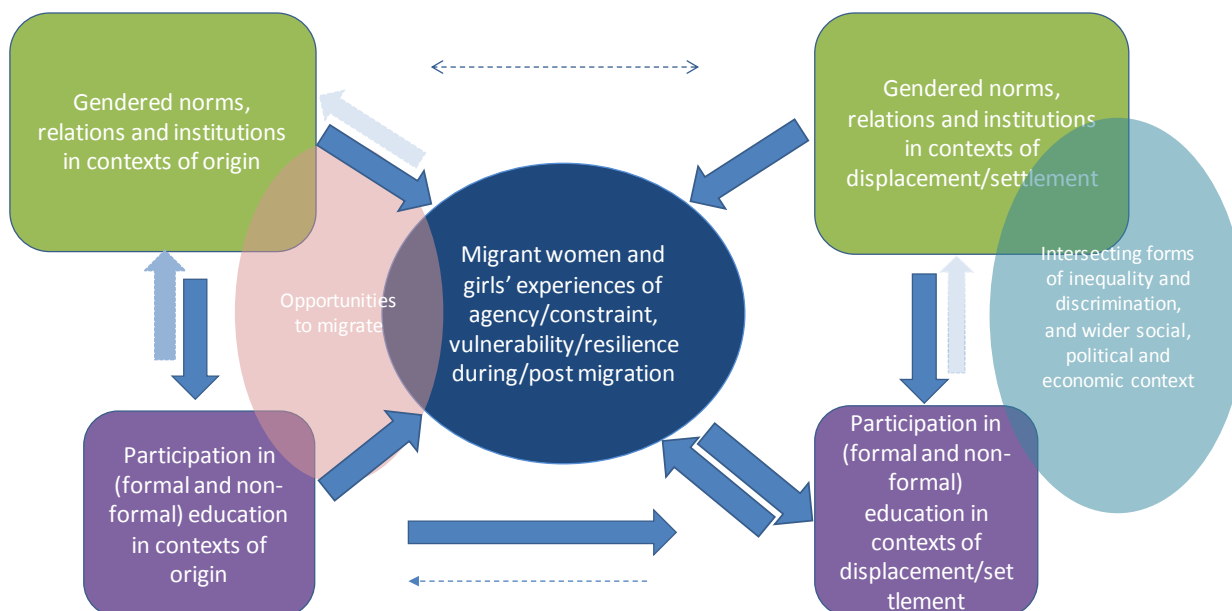 Gendered norms,
relations and institutions
in contexts of origin
Gendered norms,
relations and institutions
in contexts of
displacement/settlement
Opportunities
to migrate
Migrant women and
girls’ experiences of
agency/constraint,
vulnerability/resilience
during/post migration
Intersecting forms
of inequality and
discrimination,
and wider social,
political and
economic context
Participation in
(formal and non-
formal) education
in contexts of
origin
Participation in
(formal and non-
formal)
education in
contexts of
displacement/set
tlement